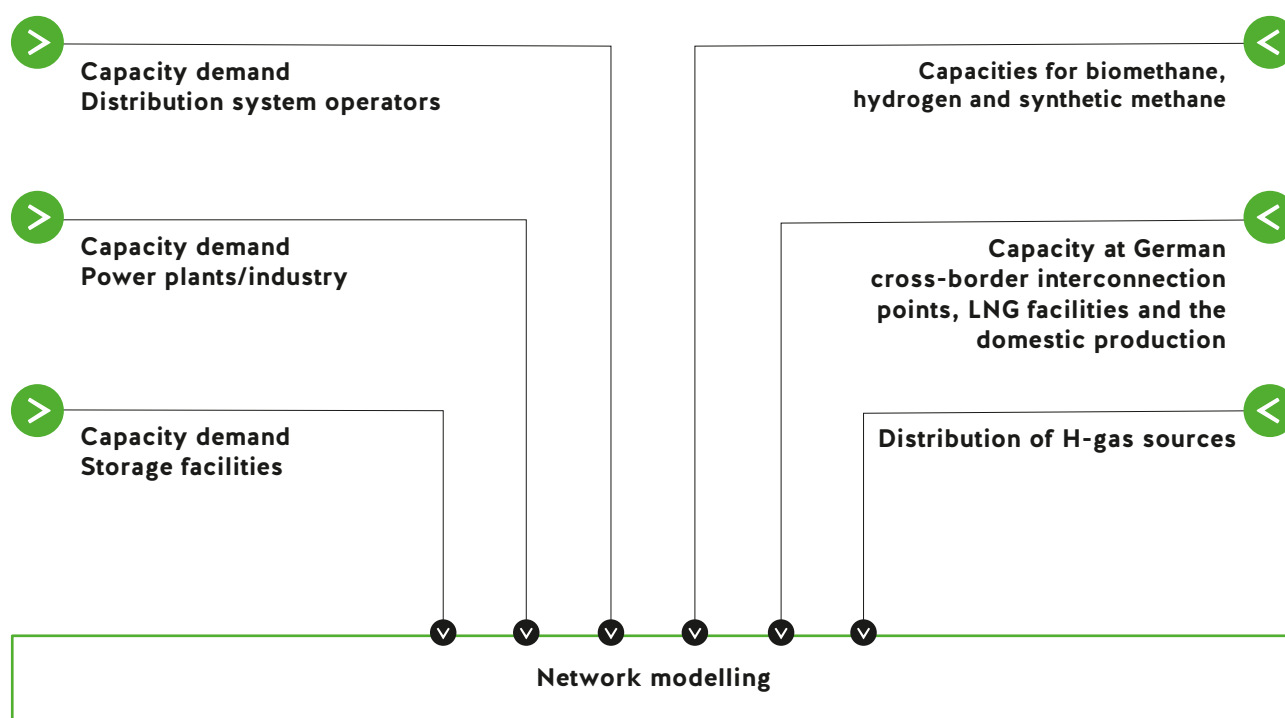 Capacity demand
Distribution system operators
Capacities for biomethane,
hydrogen and synthetic methane
Capacity demand
Power plants/industry
Capacity at German
cross-border interconnection
points, LNG facilities and the
domestic production
Capacity demand
Storage facilities
Distribution of H-gas sources
Network modelling